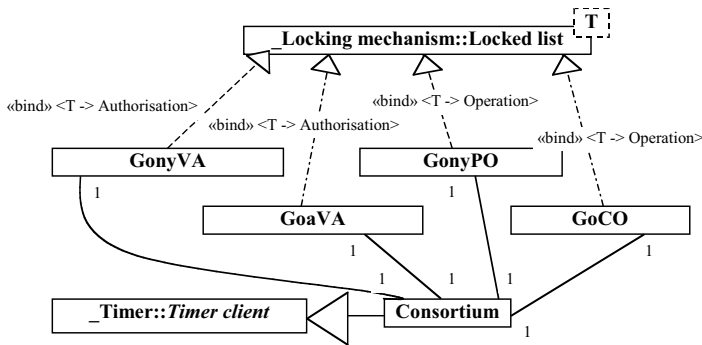 T
_Locking mechanism::Locked list
«bind» <T -> Authorisation>
«bind» <T -> Operation>
«bind» <T -> Authorisation>
«bind» <T -> Operation>
GonyVA
GonyPO
1
1
GoaVA
GoCO
1
1
1
1
1
_Timer::Timer client
Consortium
1